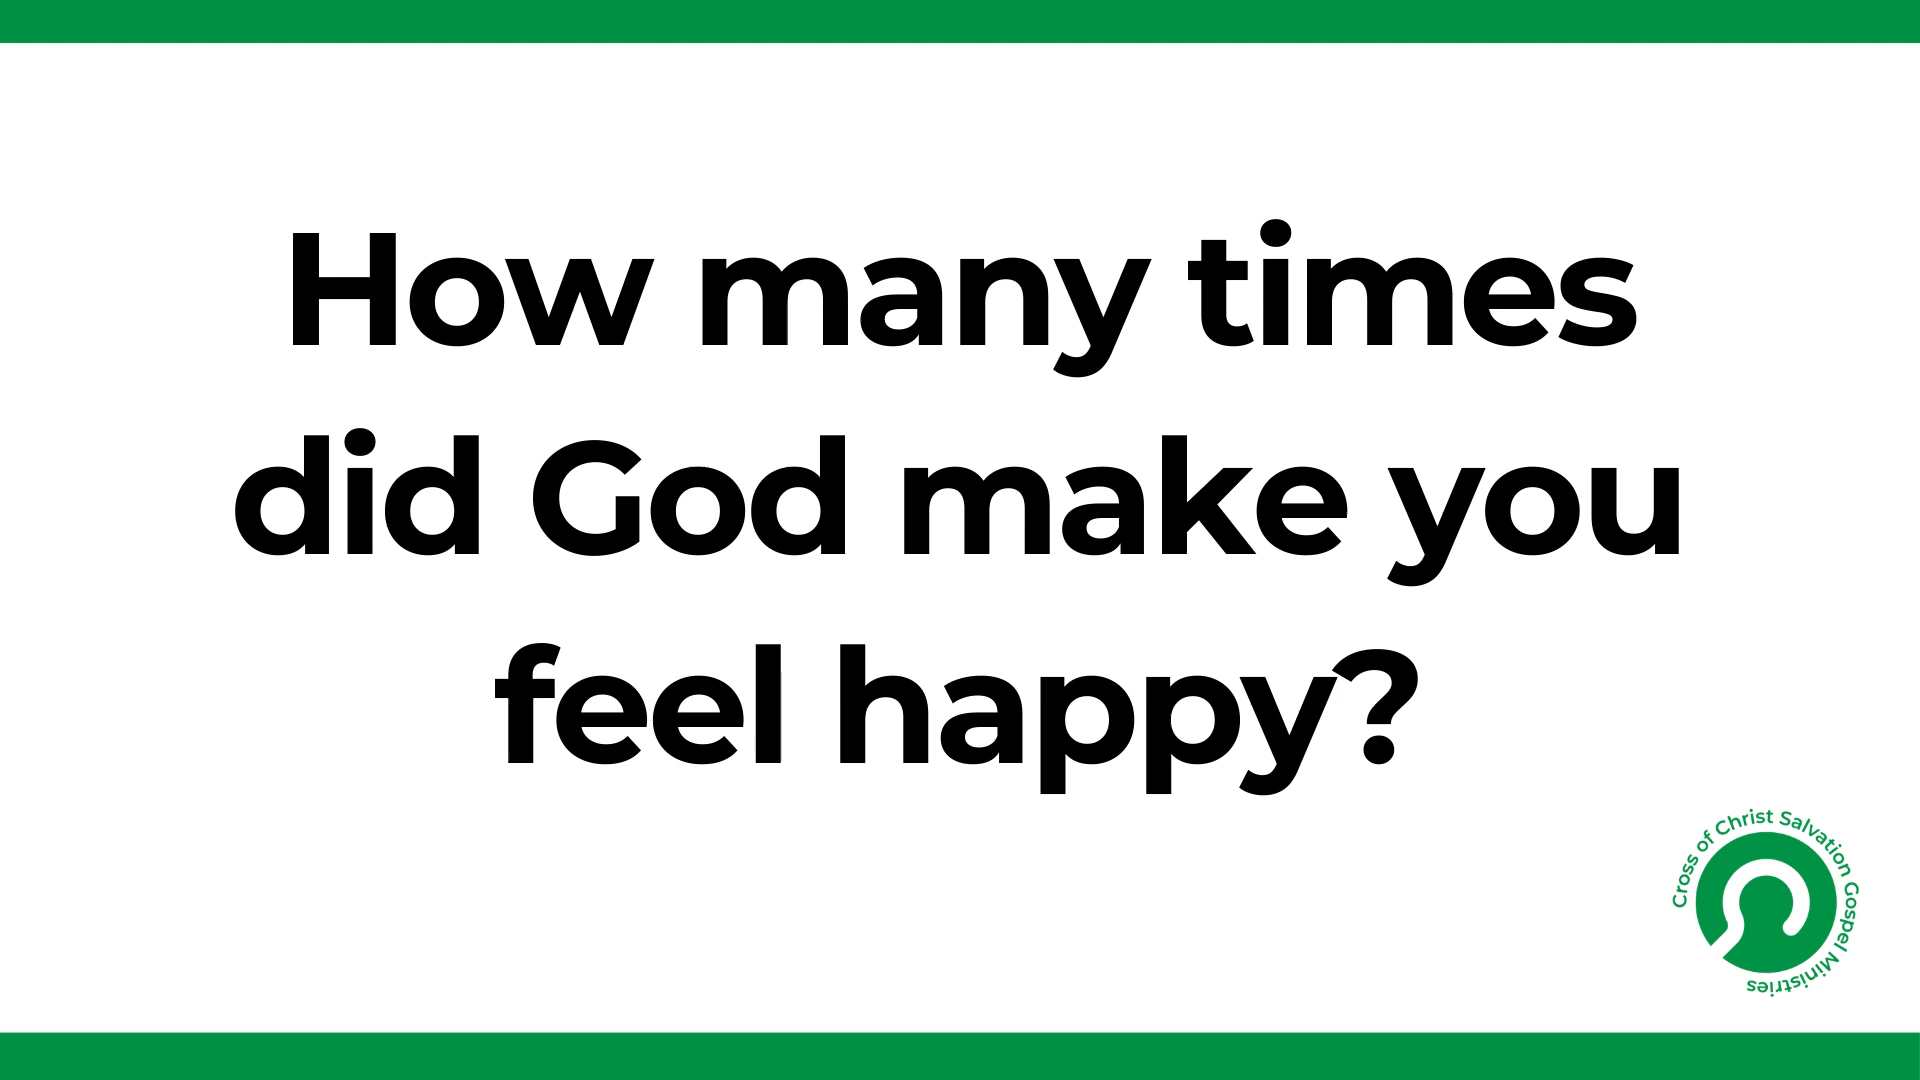 How many times
did God make you
feel happy?
Cross of Christ Salvation Gospel Ministries